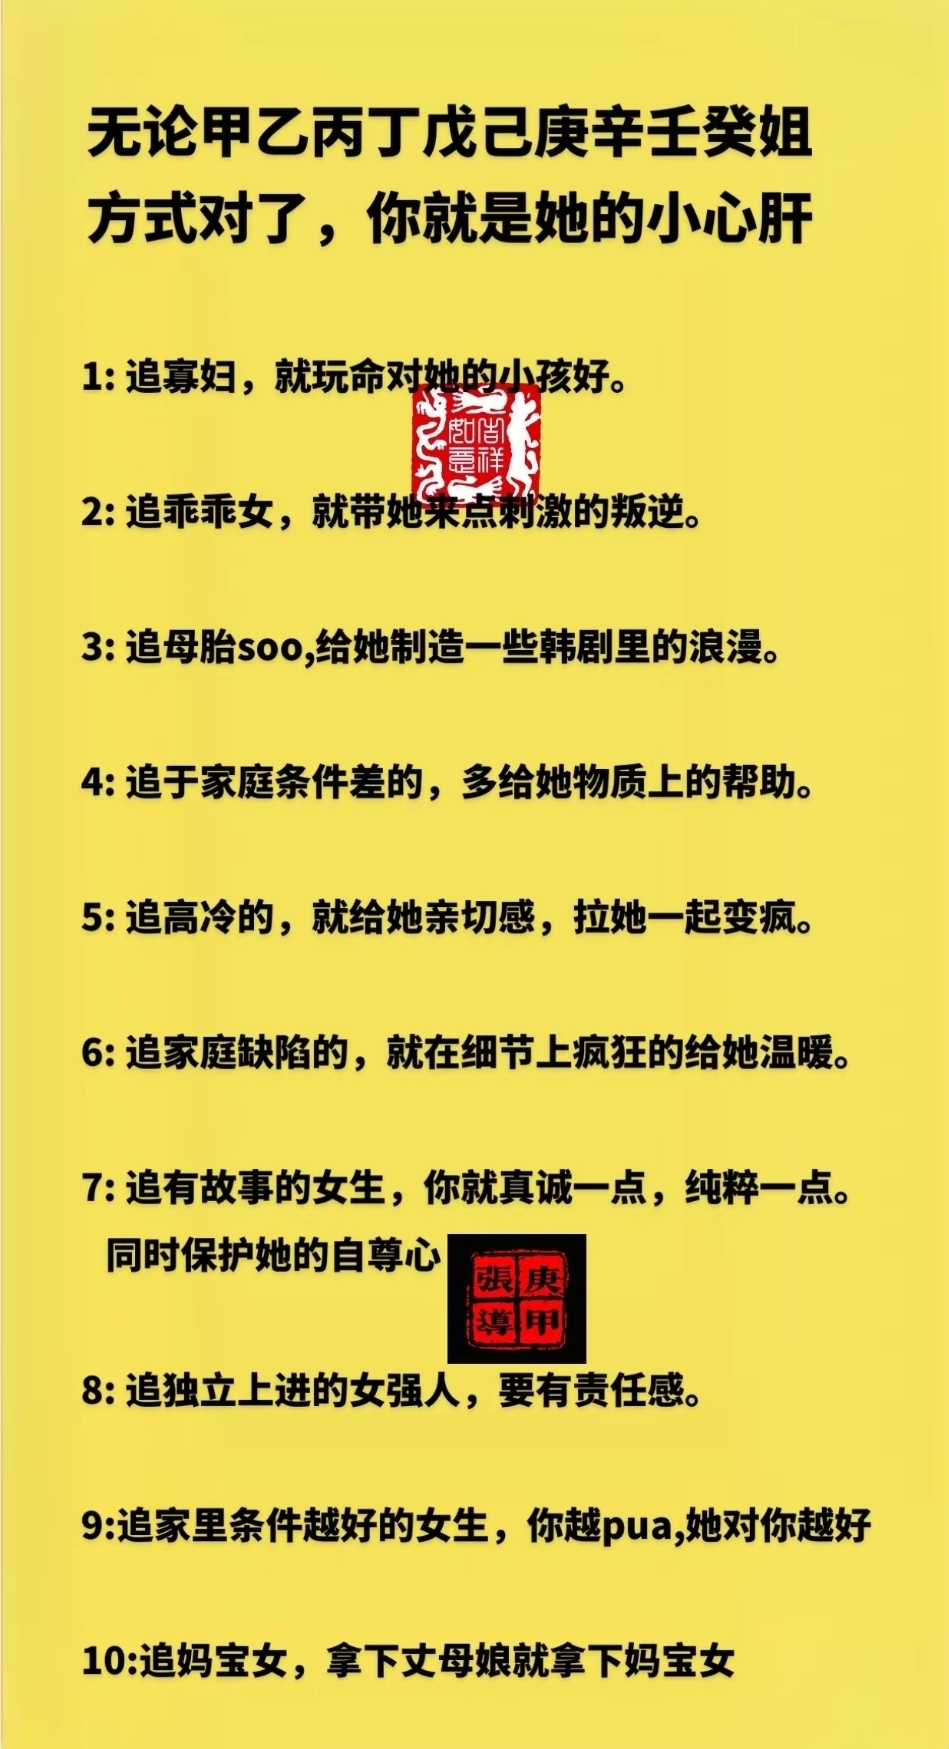 无论甲乙丙丁戊己庚辛壬癸姐
方式对了，你就是她的小心肝
1: 追寡妇，就玩命对她的小孩好。
吉祥如意
2: 追乖乖女，就带她来点刺激的叛逆。
3: 追母胎soo,给她制造一些韩剧里的浪漫。
4: 追于家庭条件差的，多给她物质上的帮助。
5: 追高冷的，就给她亲切感，拉她一起变疯。
6: 追家庭缺陷的，就在细节上疯狂的给她温暖。
7: 追有故事的女生，你就真诚一点，纯粹一点。
同时保护她的自尊心
張庚
導甲
8: 追独立上进的女强人，要有责任感。
9:追家里条件越好的女生，你越pua,她对你越好
10:追妈宝女，拿下丈母娘就拿下妈宝女